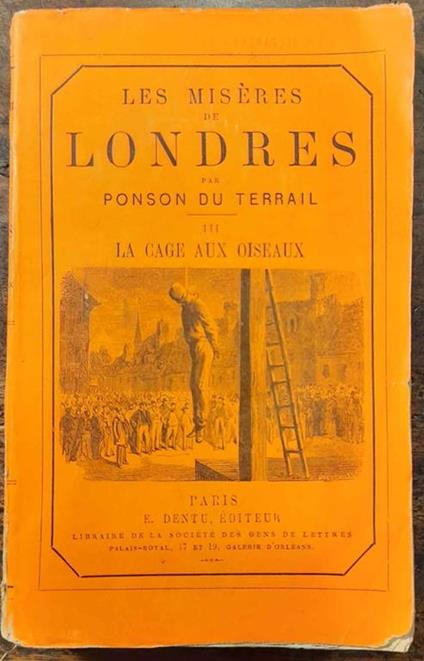 LES MISÈRES
DE
LONDRES
PAR
PONSON DU TERRAIL
III
LA CAGE AUX OISEAUX
PARIS
E. DENTU, ÉDITEUR
LIBRAIRE DE LA SOCIÉTÉ DES GENS DE LETTRES
PALAIS-ROYAL, 17 ET 19, GALERIE D'ORLÉANS.